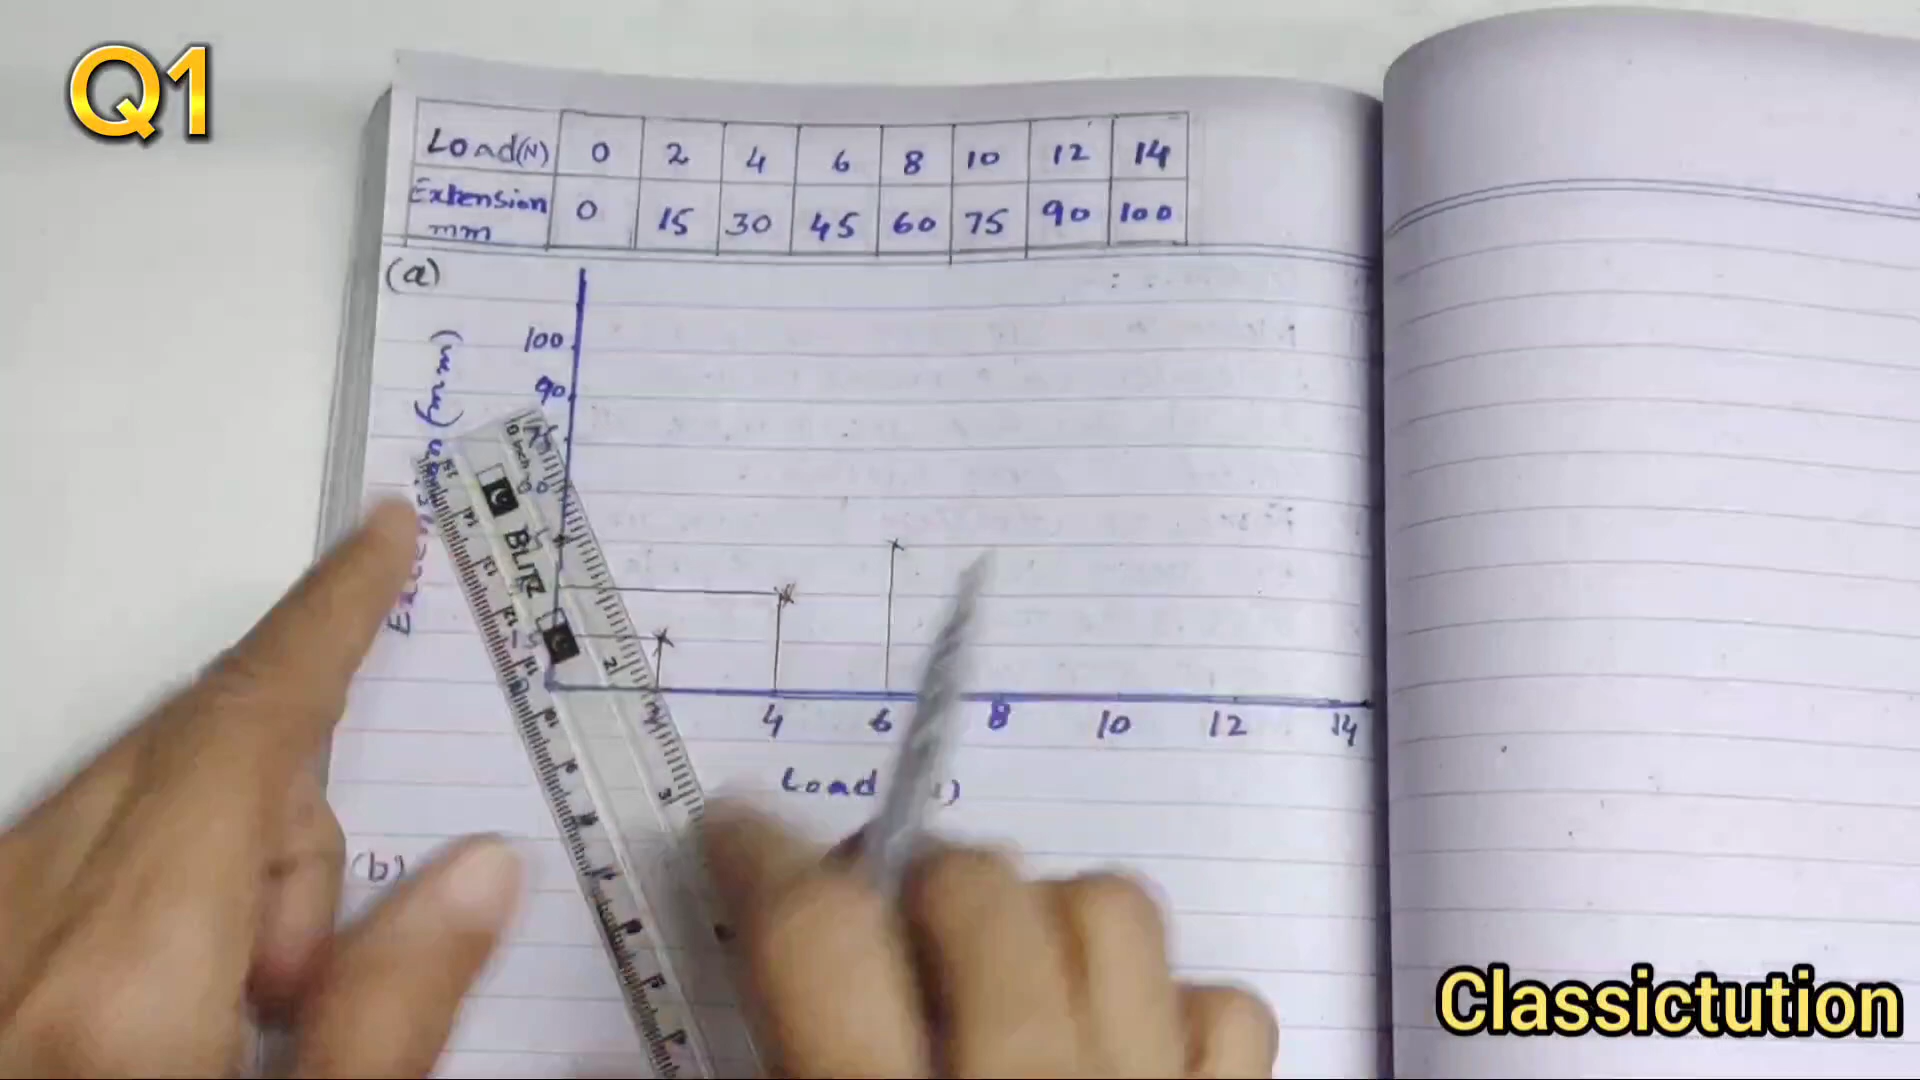 Q1
Load(N) 0 2 4 6 8 10 12 14
Extension mm 0 15 30 45 60 75 90 100
(a)
100
90
(mm)
BLITZ
4 6 8 10 12 14
Load
(b)
Classictution